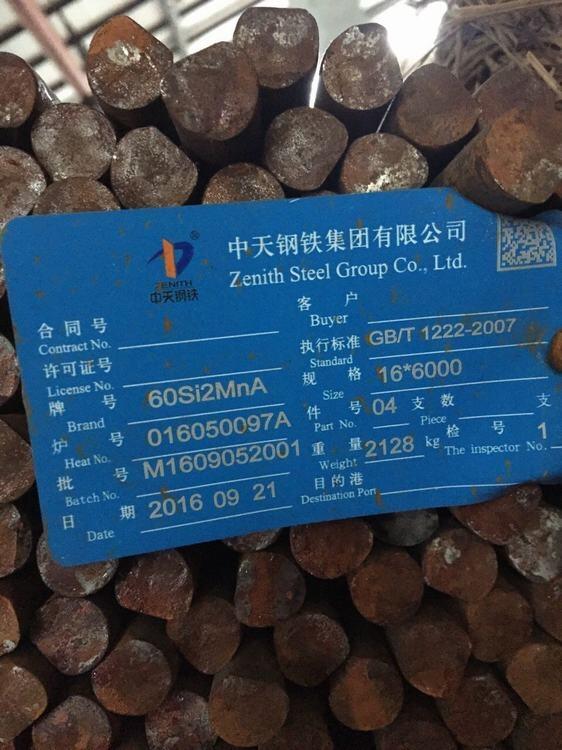 中天钢铁集团有限公司
Zenith Steel Group Co., Ltd.
ZENITH ®
中天钢铁
合同号
Contract No.
许可证号
License No.
牌 号 60Si2MnA
Brand
炉 号 016050097A
Heat No.
批 号 M1609052001
Batch No.
日 期 2016 09 21
Date
客 户
Buyer
执行标准 GB/T 1222-2007
Standard
规 格 16*6000
Size
件 号 04 支 数 支
Part No. Piece
重 量 2128 kg 检 号 1
Weight The inspector No.
目的港
Destination Port